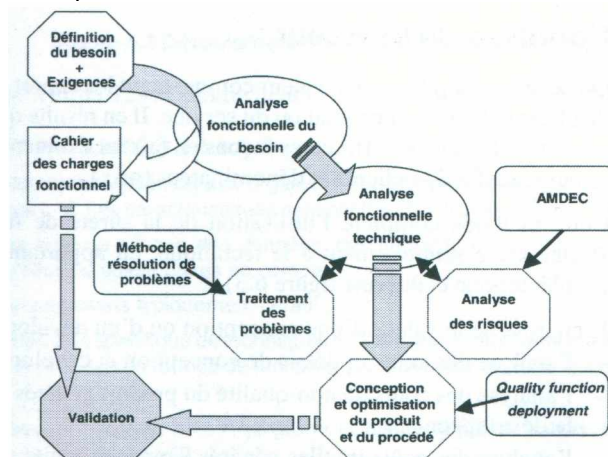 Définition
du besoin
+
Exigences
Analyse
fonctionnelle du
besoin
Cahier
des charges
fonctionnel
Analyse
fonctionnelle
technique
AMDEC
Méthode de
résolution de
problèmes
Traitement
des
problèmes
Analyse
des risques
Conception
et optimisation
du produit
et du procédé
Quality function
deployment
Validation